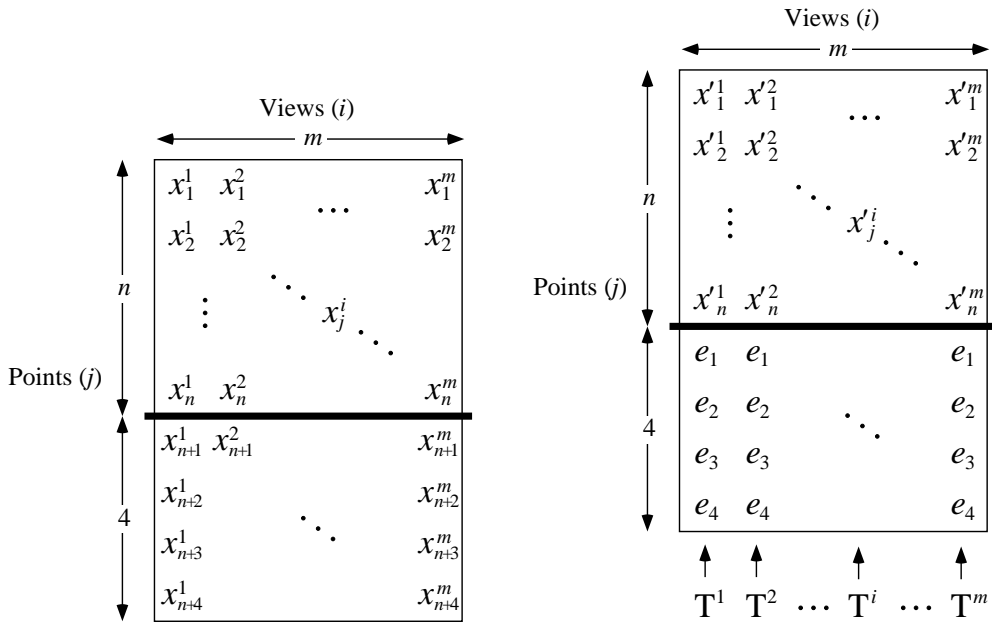 Views (i)
m
n
Points (j)
4
x_1^1 x_1^2 ... x_1^m
x_2^1 x_2^2 x_2^m
⋮ ⋱ x_j^i ⋱
x_n^1 x_n^2 x_n^m
x_{n+1}^1 x_{n+1}^2 x_{n+1}^m
x_{n+2}^1 x_{n+2}^m
⋱
x_{n+3}^1 x_{n+3}^m
x_{n+4}^1 x_{n+4}^m
Views (i)
m
n
Points (j)
4
x'_1^1 x'_1^2 ... x'_1^m
x'_2^1 x'_2^2 x'_2^m
⋮ ⋱ x'_j^i ⋱
x'_n^1 x'_n^2 x'_n^m
e_1 e_1 e_1
e_2 e_2 e_2
⋱
e_3 e_3 e_3
e_4 e_4 e_4
T^1 T^2 ... T^i ... T^m